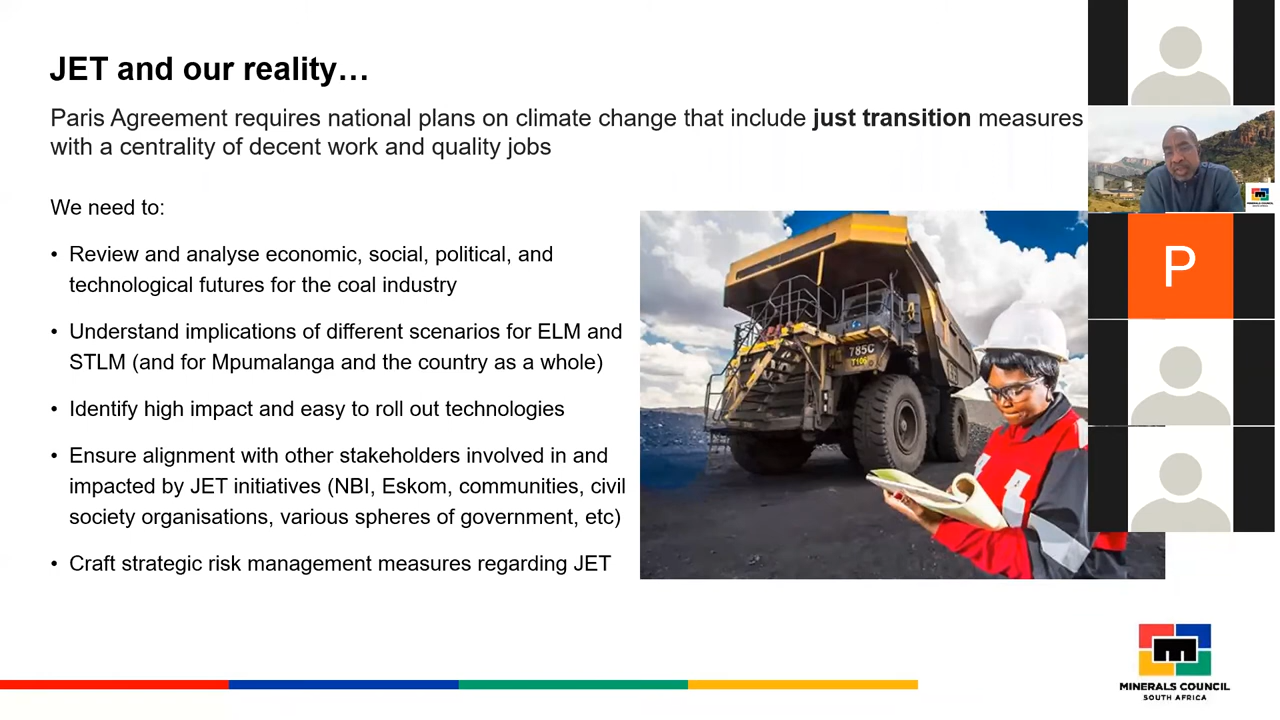 JET and our reality…
Paris Agreement requires national plans on climate change that include just transition measures
with a centrality of decent work and quality jobs
We need to:
• Review and analyse economic, social, political, and
technological futures for the coal industry
• Understand implications of different scenarios for ELM and
STLM (and for Mpumalanga and the country as a whole)
• Identify high impact and easy to roll out technologies
• Ensure alignment with other stakeholders involved in and
impacted by JET initiatives (NBI, Eskom, communities, civil
society organisations, various spheres of government, etc)
• Craft strategic risk management measures regarding JET
785C
T106
P
MINERALS COUNCIL
MINERALS COUNCIL
SOUTH AFRICA